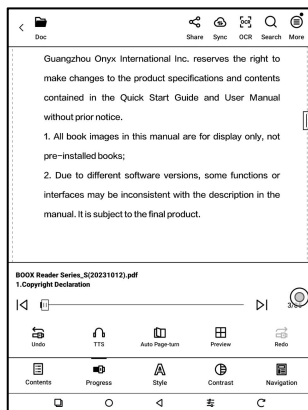 Doc
Share Sync OCR Search More
Guangzhou Onyx International Inc. reserves the right to
make changes to the product specifications and contents
contained in the Quick Start Guide and User Manual
without prior notice.
1. All book images in this manual are for display only, not
pre-installed books;
2. Due to different software versions, some functions or
interfaces may be inconsistent with the description in the
manual. It is subject to the final product.
BOOX Reader Series_S(20231012).pdf
1.Copyright Declaration
Undo TTS Auto Page-turn Preview Redo
Contents Progress Style Contrast Navigation